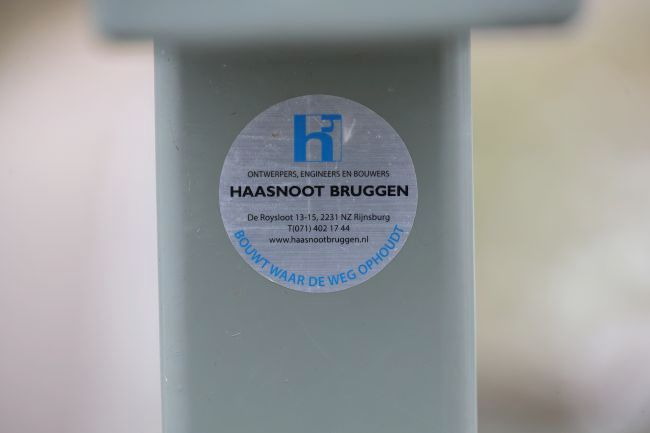 h
ONTWERPERS, ENGINEERS EN BOUWERS
HAASNOOT BRUGGEN
De Roysloot 13-15, 2231 NZ Rijnsburg
T(071) 402 17 44
www.haasnootbruggen.nl
BOUWT WAAR DE WEG OPHOUDT